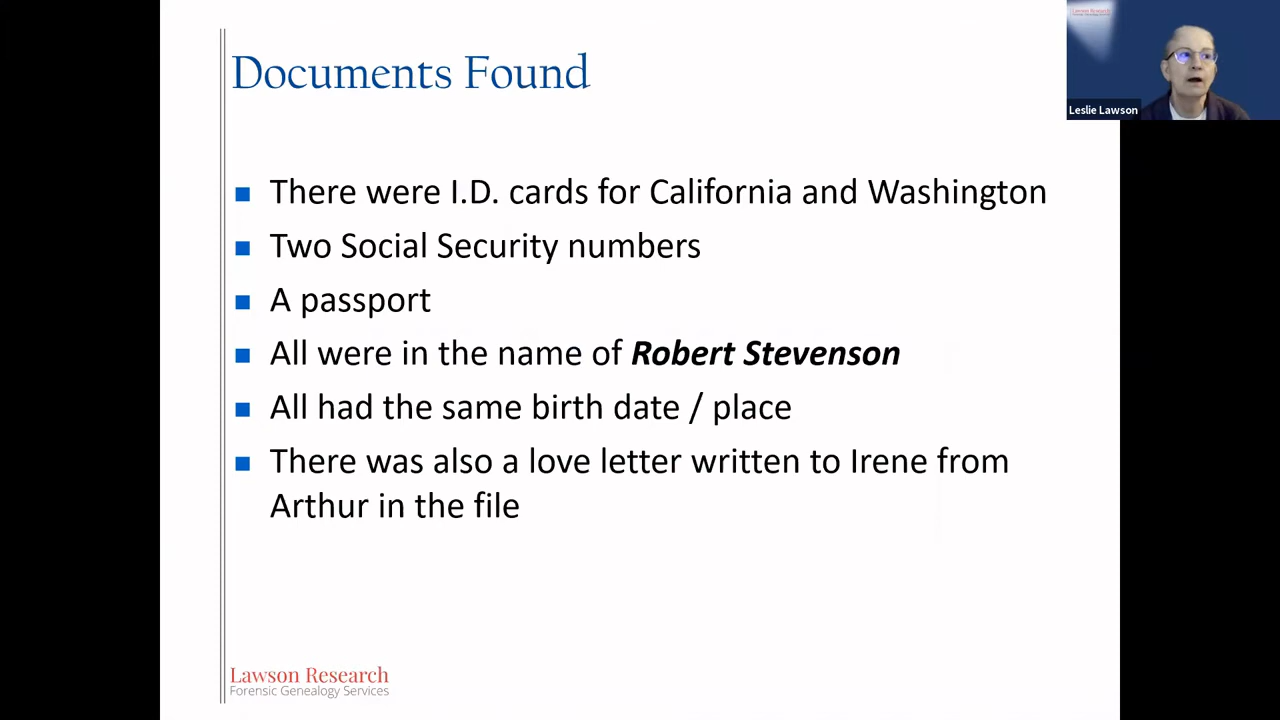 Documents Found
Lawson Research
Leslie Lawson
■ There were I.D. cards for California and Washington
■ Two Social Security numbers
■ A passport
■ All were in the name of Robert Stevenson
■ All had the same birth date / place
■ There was also a love letter written to Irene from
Arthur in the file
Lawson Research
Forensic Genealogy Services